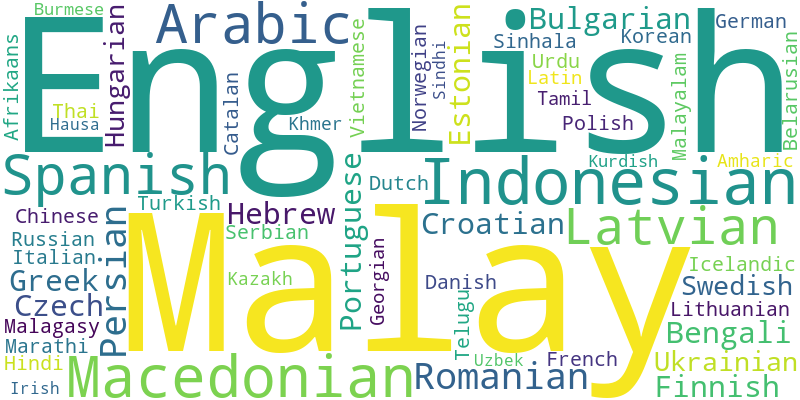 Burmese
English
Arabic
Bulgarian
German
Afrikaans
Hungarian
Sinhala
Korean
Thai
Hausa
Catalan
Khmer
Vietnamese
Norwegian
Sindhi
Estonian
Urdu
Latin
Tamil
Polish
Malayalam
Belarusian
Spanish
Portuguese
Dutch
Indonesian
Kurdish
Amharic
Turkish
Chinese
Hebrew
Serbian
Croatian
Latvian
Russian
Italian
Greek
Persian
Malay
Kazakh
Georgian
Danish
Telugu
Icelandic
Swedish
Czech
Malagasy
Marathi
Hindi
Irish
Macedonian
Romanian
Uzbek
French
Lithuanian
Bengali
Ukrainian
Finnish